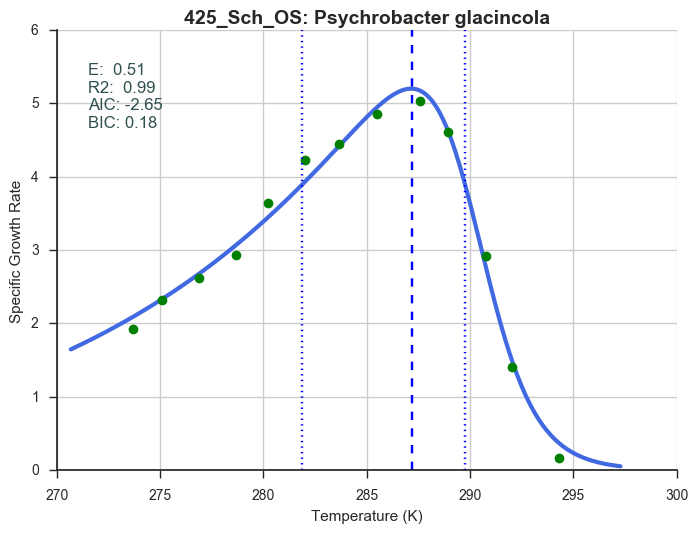 425_Sch_OS: Psychrobacter glacincola
E:  0.51
R2:  0.99
AIC: -2.65
BIC: 0.18
Specific Growth Rate
6
5
4
3
2
1
0
270 275 280 285 290 295 300
Temperature (K)